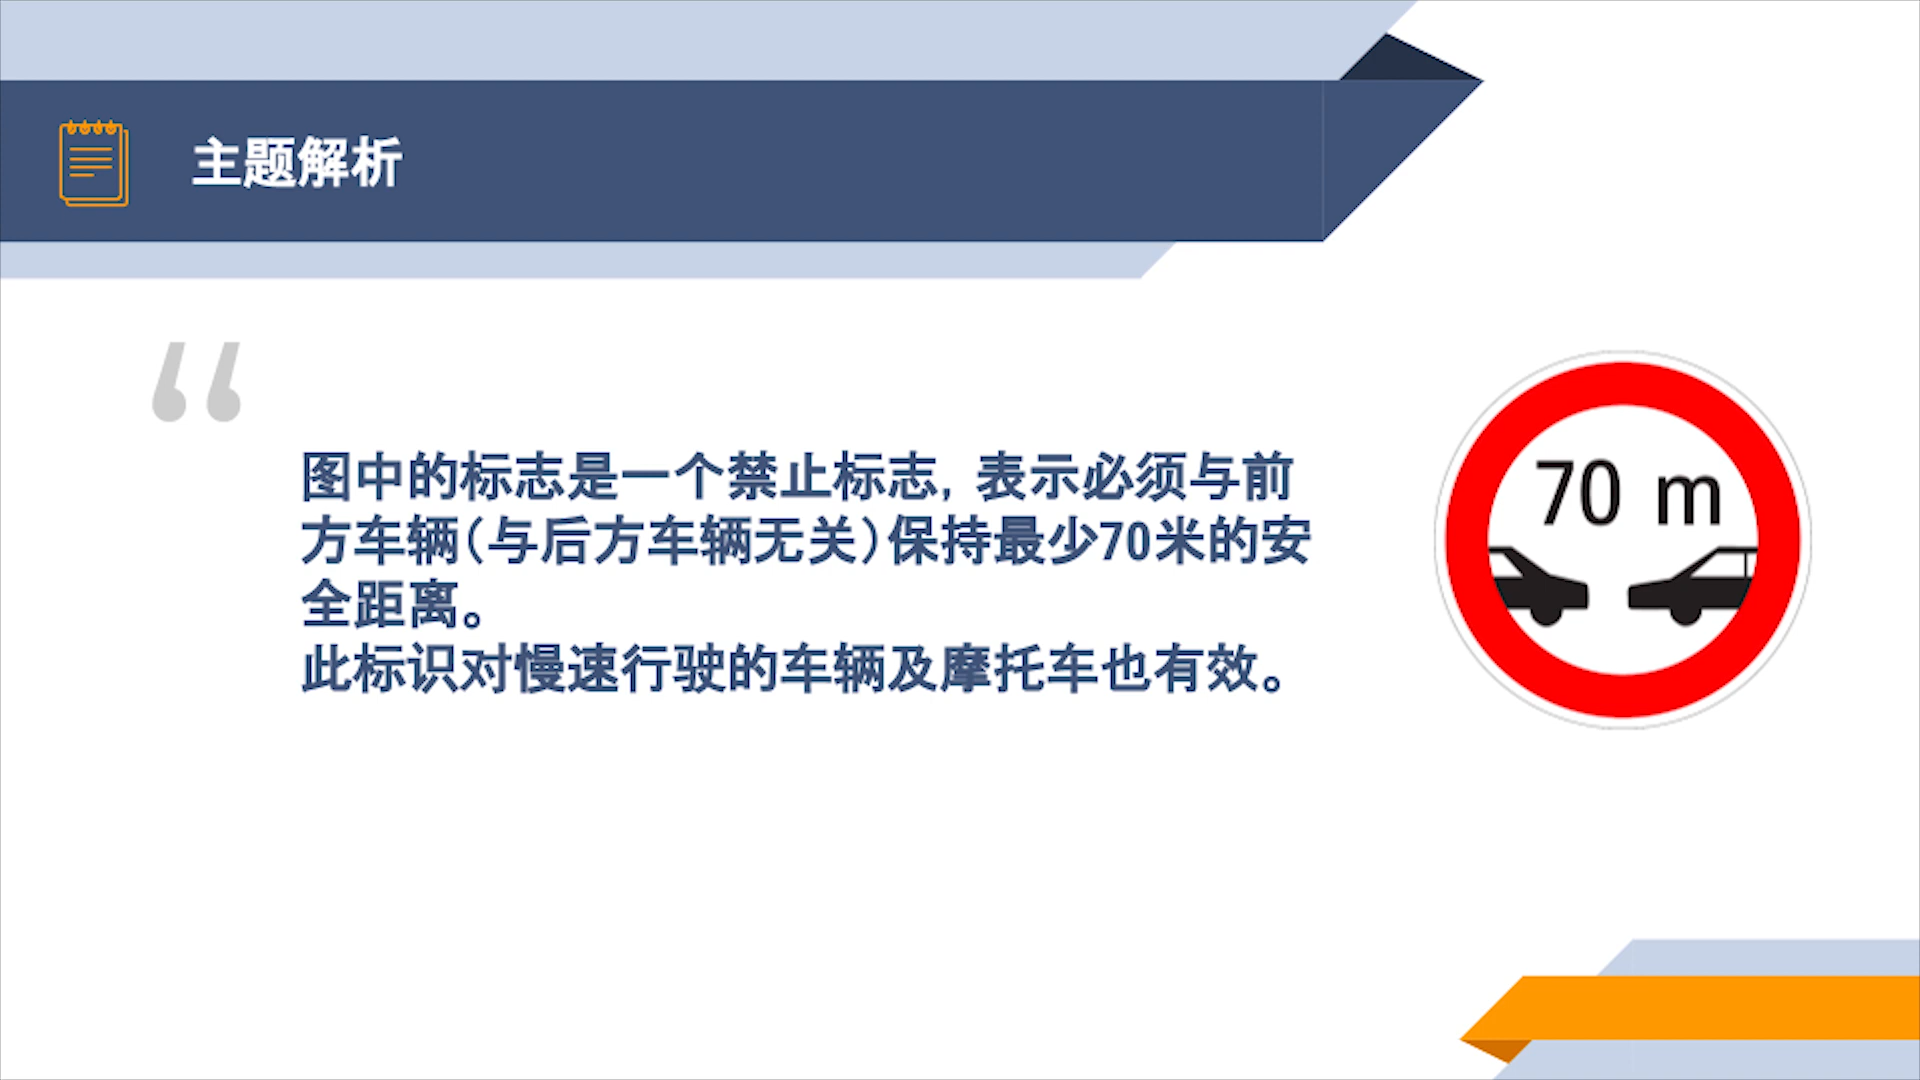 主题解析
图中的标志是一个禁止标志, 表示必须与前
方车辆(与后方车辆无关)保持最少70米的安
全距离。
此标识对慢速行驶的车辆及摩托车也有效。
70 m